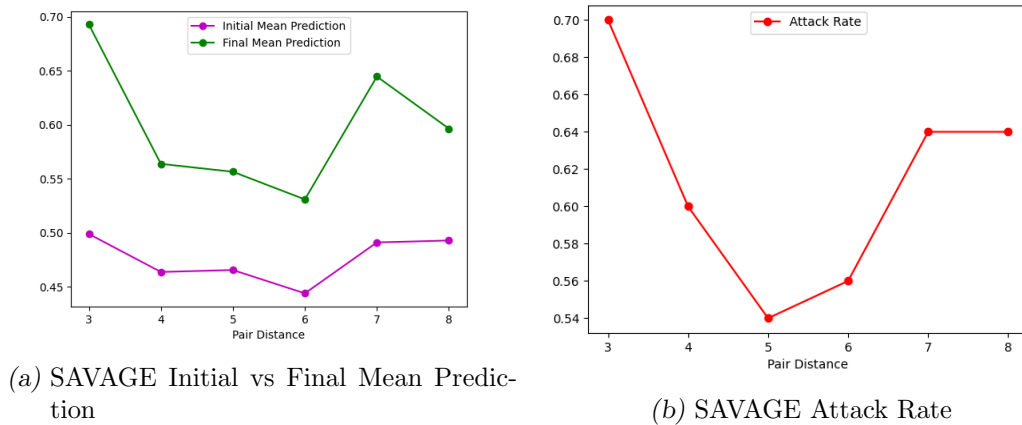 0.70
0.65
0.60
0.55
0.50
0.45
Initial Mean Prediction
Final Mean Prediction
3 4 5 6 7 8
Pair Distance
(a) SAVAGE Initial vs Final Mean Predic-
tion
0.70
0.68
0.66
0.64
0.62
0.60
0.58
0.56
0.54
Attack Rate
3 4 5 6 7 8
Pair Distance
(b) SAVAGE Attack Rate